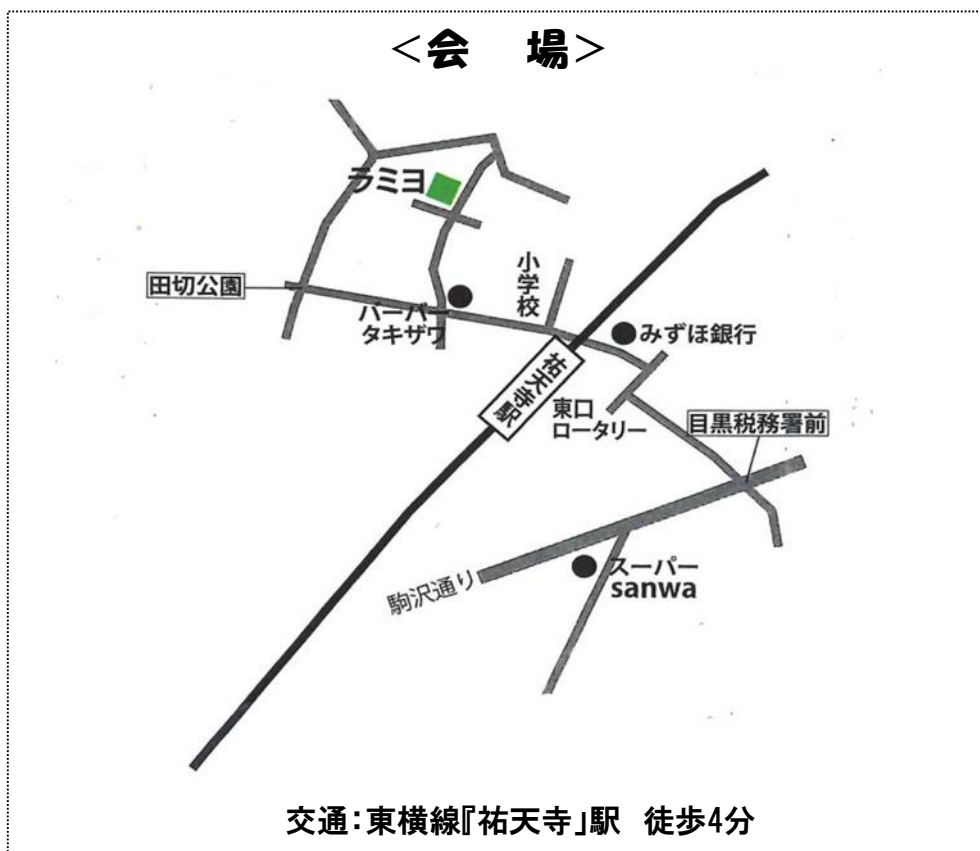 <会　場>
ラミヨ
田切公園
小学校
バーバー
タキザワ
みずほ銀行
祐天寺駅
東口
ロータリー
目黒税務署前
スーパー
sanwa
駒沢通り
交通：東横線『祐天寺』駅　徒歩4分